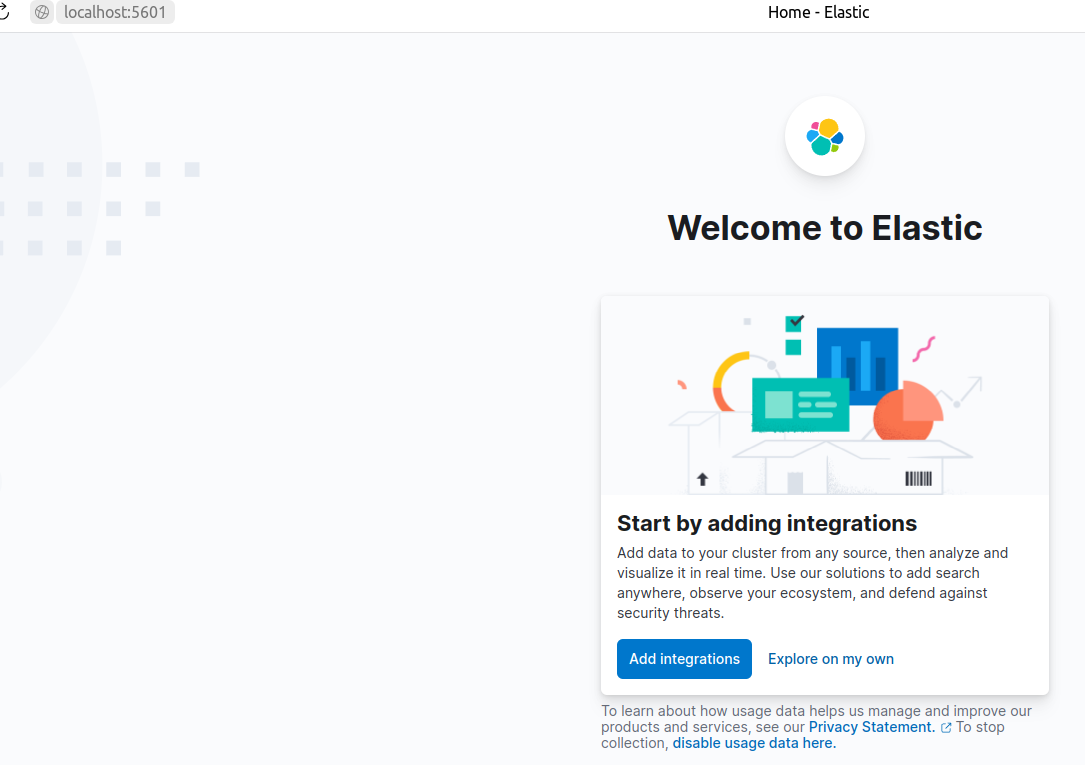 localhost:5601
Home - Elastic
Welcome to Elastic
Start by adding integrations
Add data to your cluster from any source, then analyze and
visualize it in real time. Use our solutions to add search
anywhere, observe your ecosystem, and defend against
security threats.
Add integrations
Explore on my own
To learn about how usage data helps us manage and improve our
products and services, see our Privacy Statement. To stop
collection, disable usage data here.